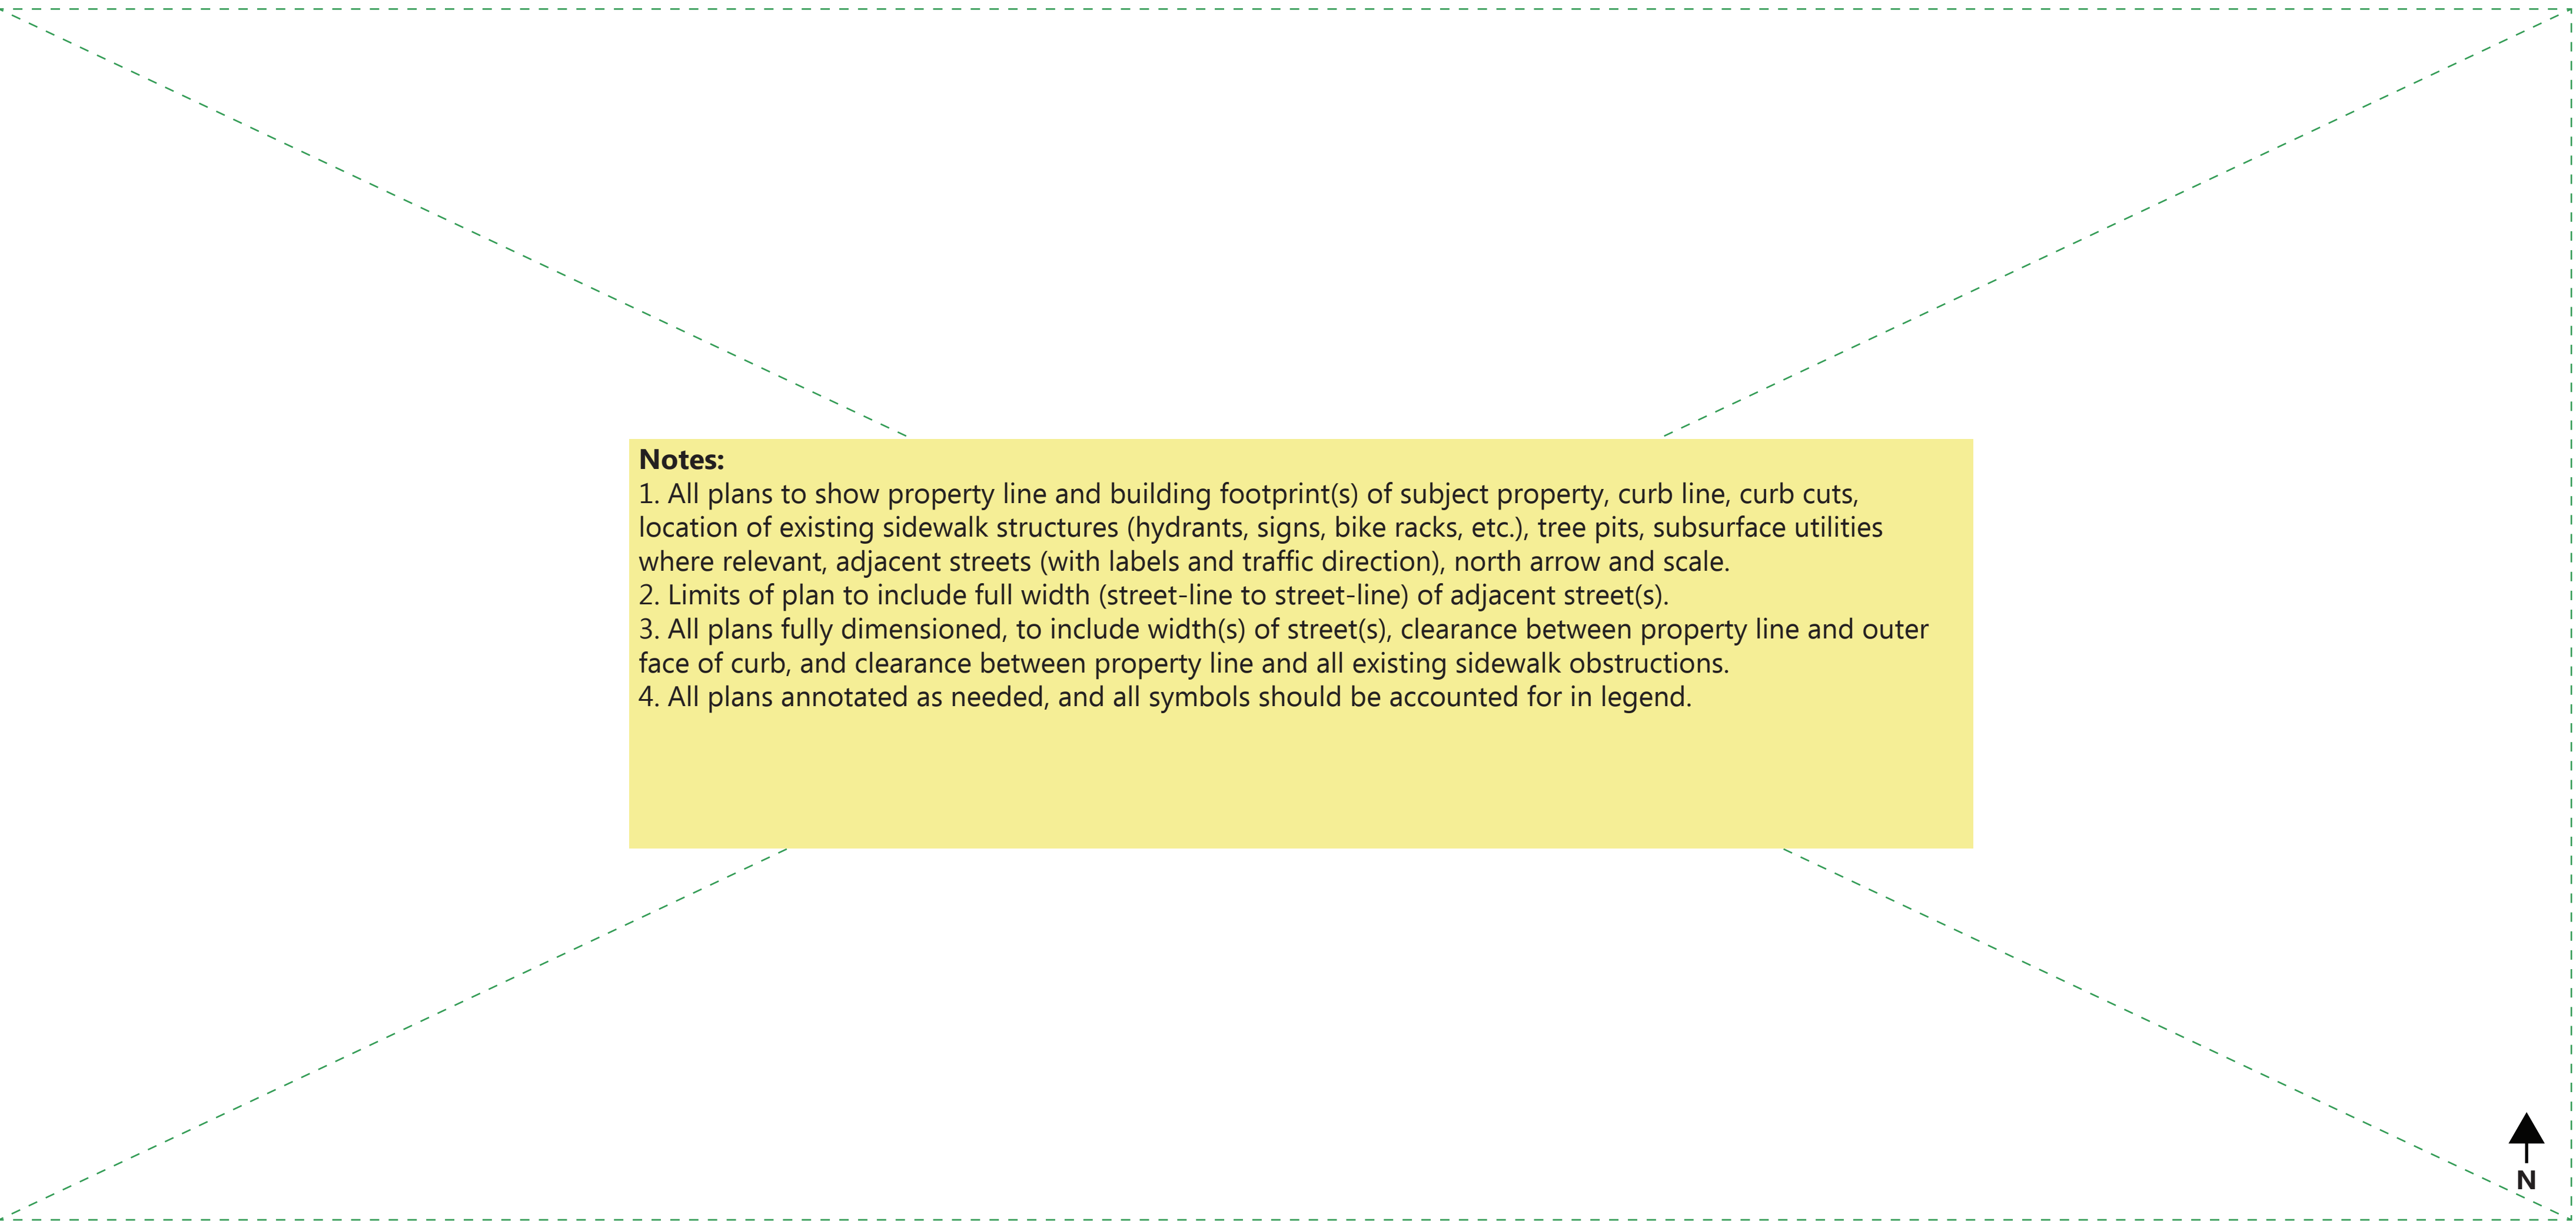 Notes:
1. All plans to show property line and building footprint(s) of subject property, curb line, curb cuts,
location of existing sidewalk structures (hydrants, signs, bike racks, etc.), tree pits, subsurface utilities
where relevant, adjacent streets (with labels and traffic direction), north arrow and scale.
2. Limits of plan to include full width (street-line to street-line) of adjacent street(s).
3. All plans fully dimensioned, to include width(s) of street(s), clearance between property line and outer
face of curb, and clearance between property line and all existing sidewalk obstructions.
4. All plans annotated as needed, and all symbols should be accounted for in legend.
N